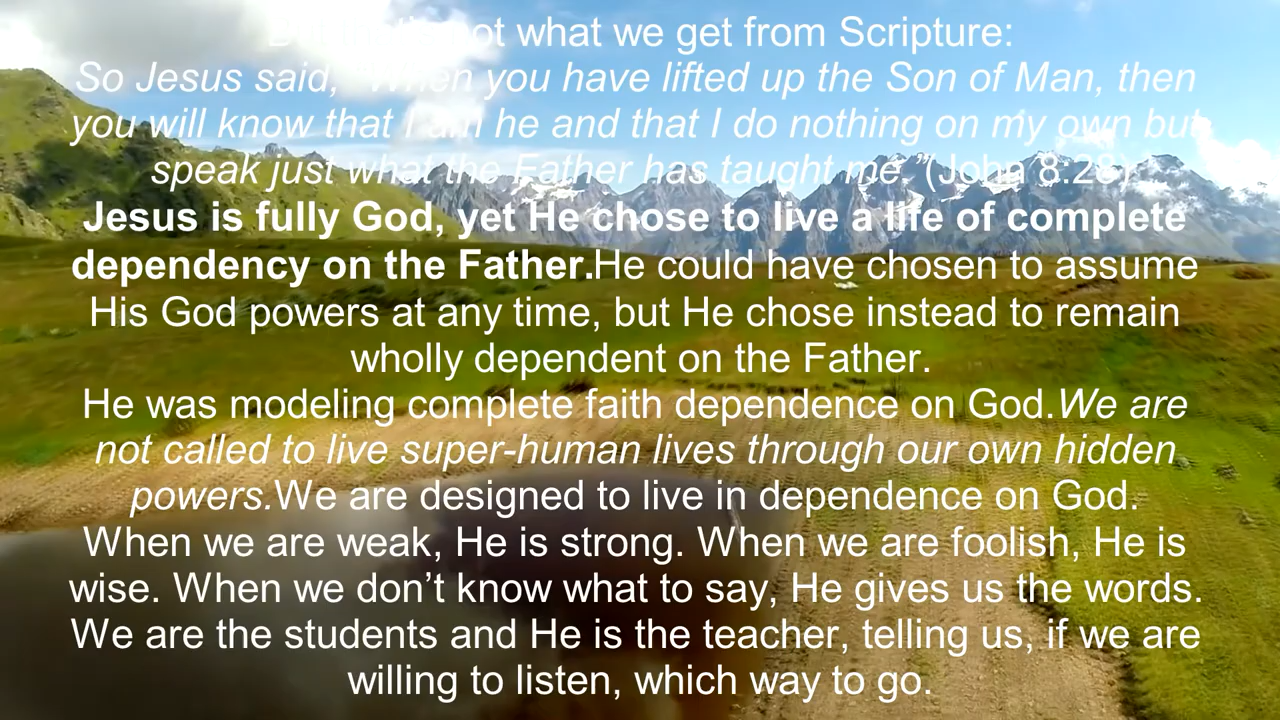 not what we get from Scripture:
So Jesus said, “When you have lifted up the Son of Man, then
you will know that I am he and that I do nothing on my own but
speak just what the Father has taught me.”(John 8:28)
Jesus is fully God, yet He chose to live a life of complete
dependency on the Father.He could have chosen to assume
His God powers at any time, but He chose instead to remain
wholly dependent on the Father.
He was modeling complete faith dependence on God.We are
not called to live super-human lives through our own hidden
powers.We are designed to live in dependence on God.
When we are weak, He is strong. When we are foolish, He is
wise. When we don’t know what to say, He gives us the words.
We are the students and He is the teacher, telling us, if we are
willing to listen, which way to go.